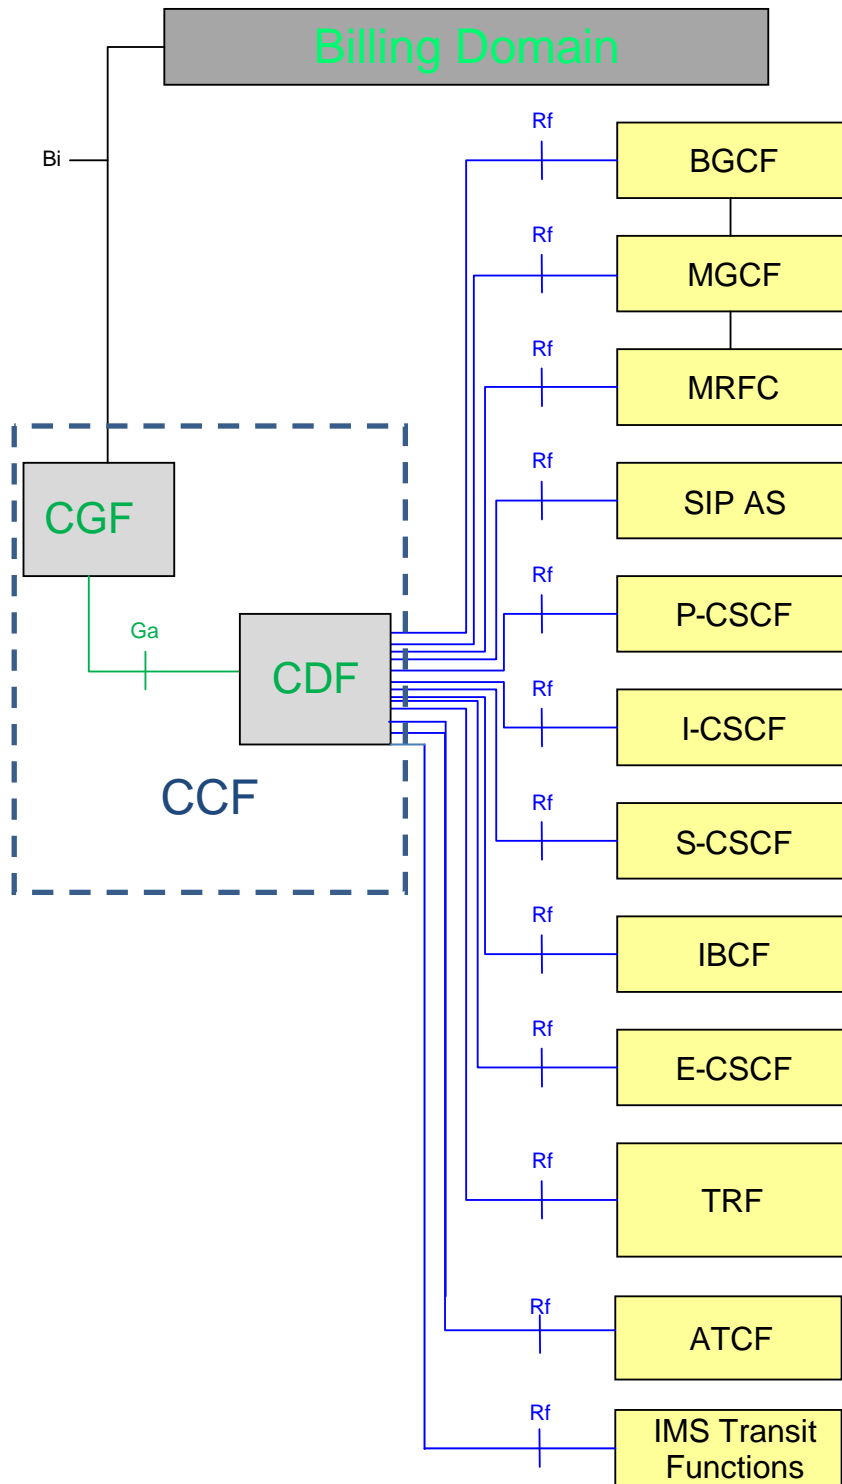 Billing Domain
Bi
Rf
BGCF
Rf
MGCF
Rf
MRFC
Rf
SIP AS
CGF
Rf
P-CSCF
Ga
CDF
Rf
I-CSCF
CCF
Rf
S-CSCF
Rf
IBCF
Rf
E-CSCF
Rf
TRF
Rf
ATCF
Rf
IMS Transit
Functions